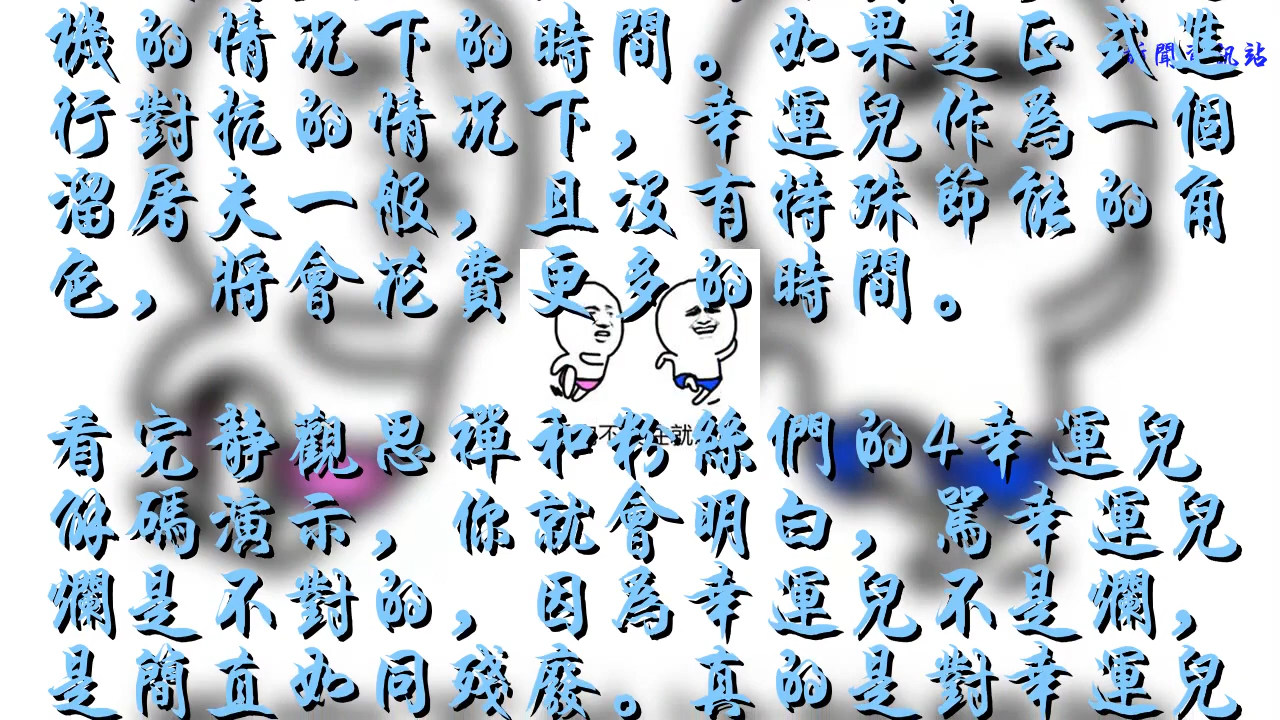 機的情況下的時間。如果是正式進
行對抗的情況下，幸運兒作為一個
溜屠夫一般，且沒有特殊節能的角
色，將會花費更多的時間。
看完靜觀思禪和粉絲們的4幸運兒
解碼演示，你就會明白，罵幸運兒
爛是不對的，因為幸運兒不是爛，
是簡直如同殘廢。真的是對幸運兒